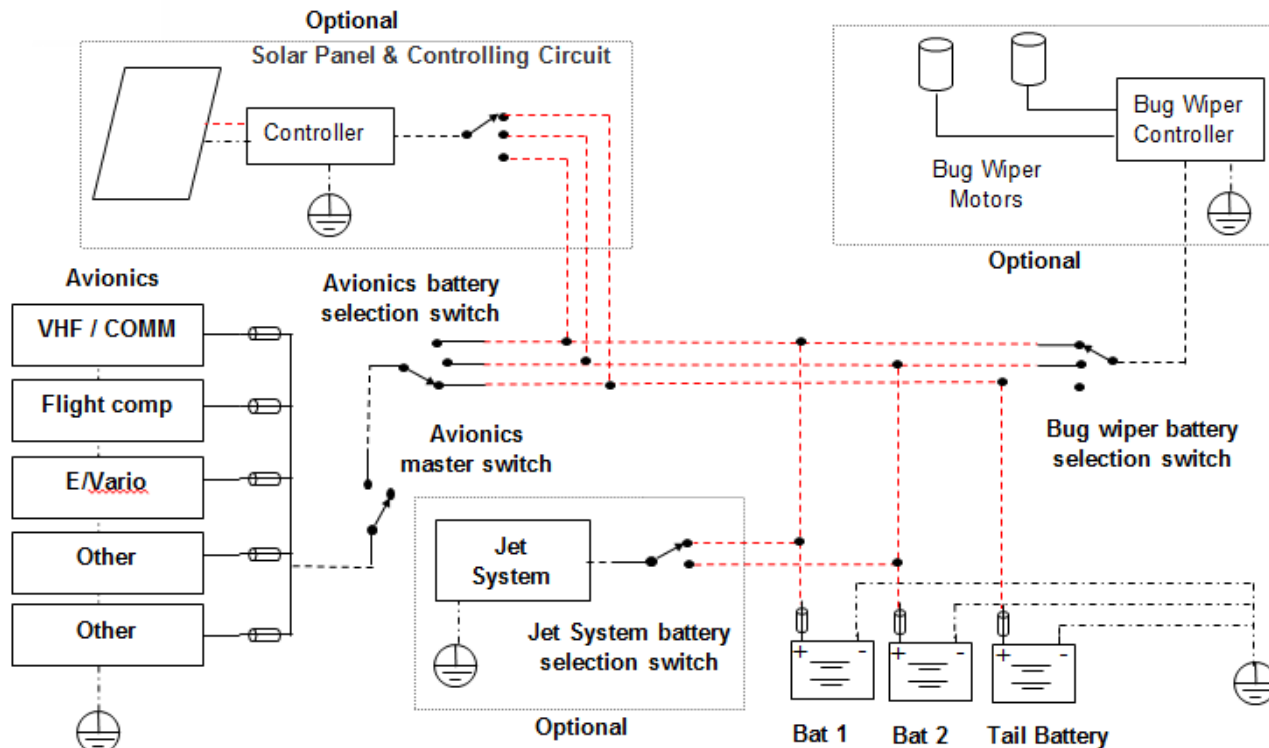 Optional
Solar Panel & Controlling Circuit
Controller
Bug Wiper
Controller
Bug Wiper
Motors
Optional
Avionics
VHF / COMM
Flight comp
E/Vario
Other
Other
Avionics battery
selection switch
Avionics
master switch
Bug wiper battery
selection switch
Jet
System
Jet System battery
selection switch
Optional
+ -
+ -
+ -
Bat 1
Bat 2
Tail Battery